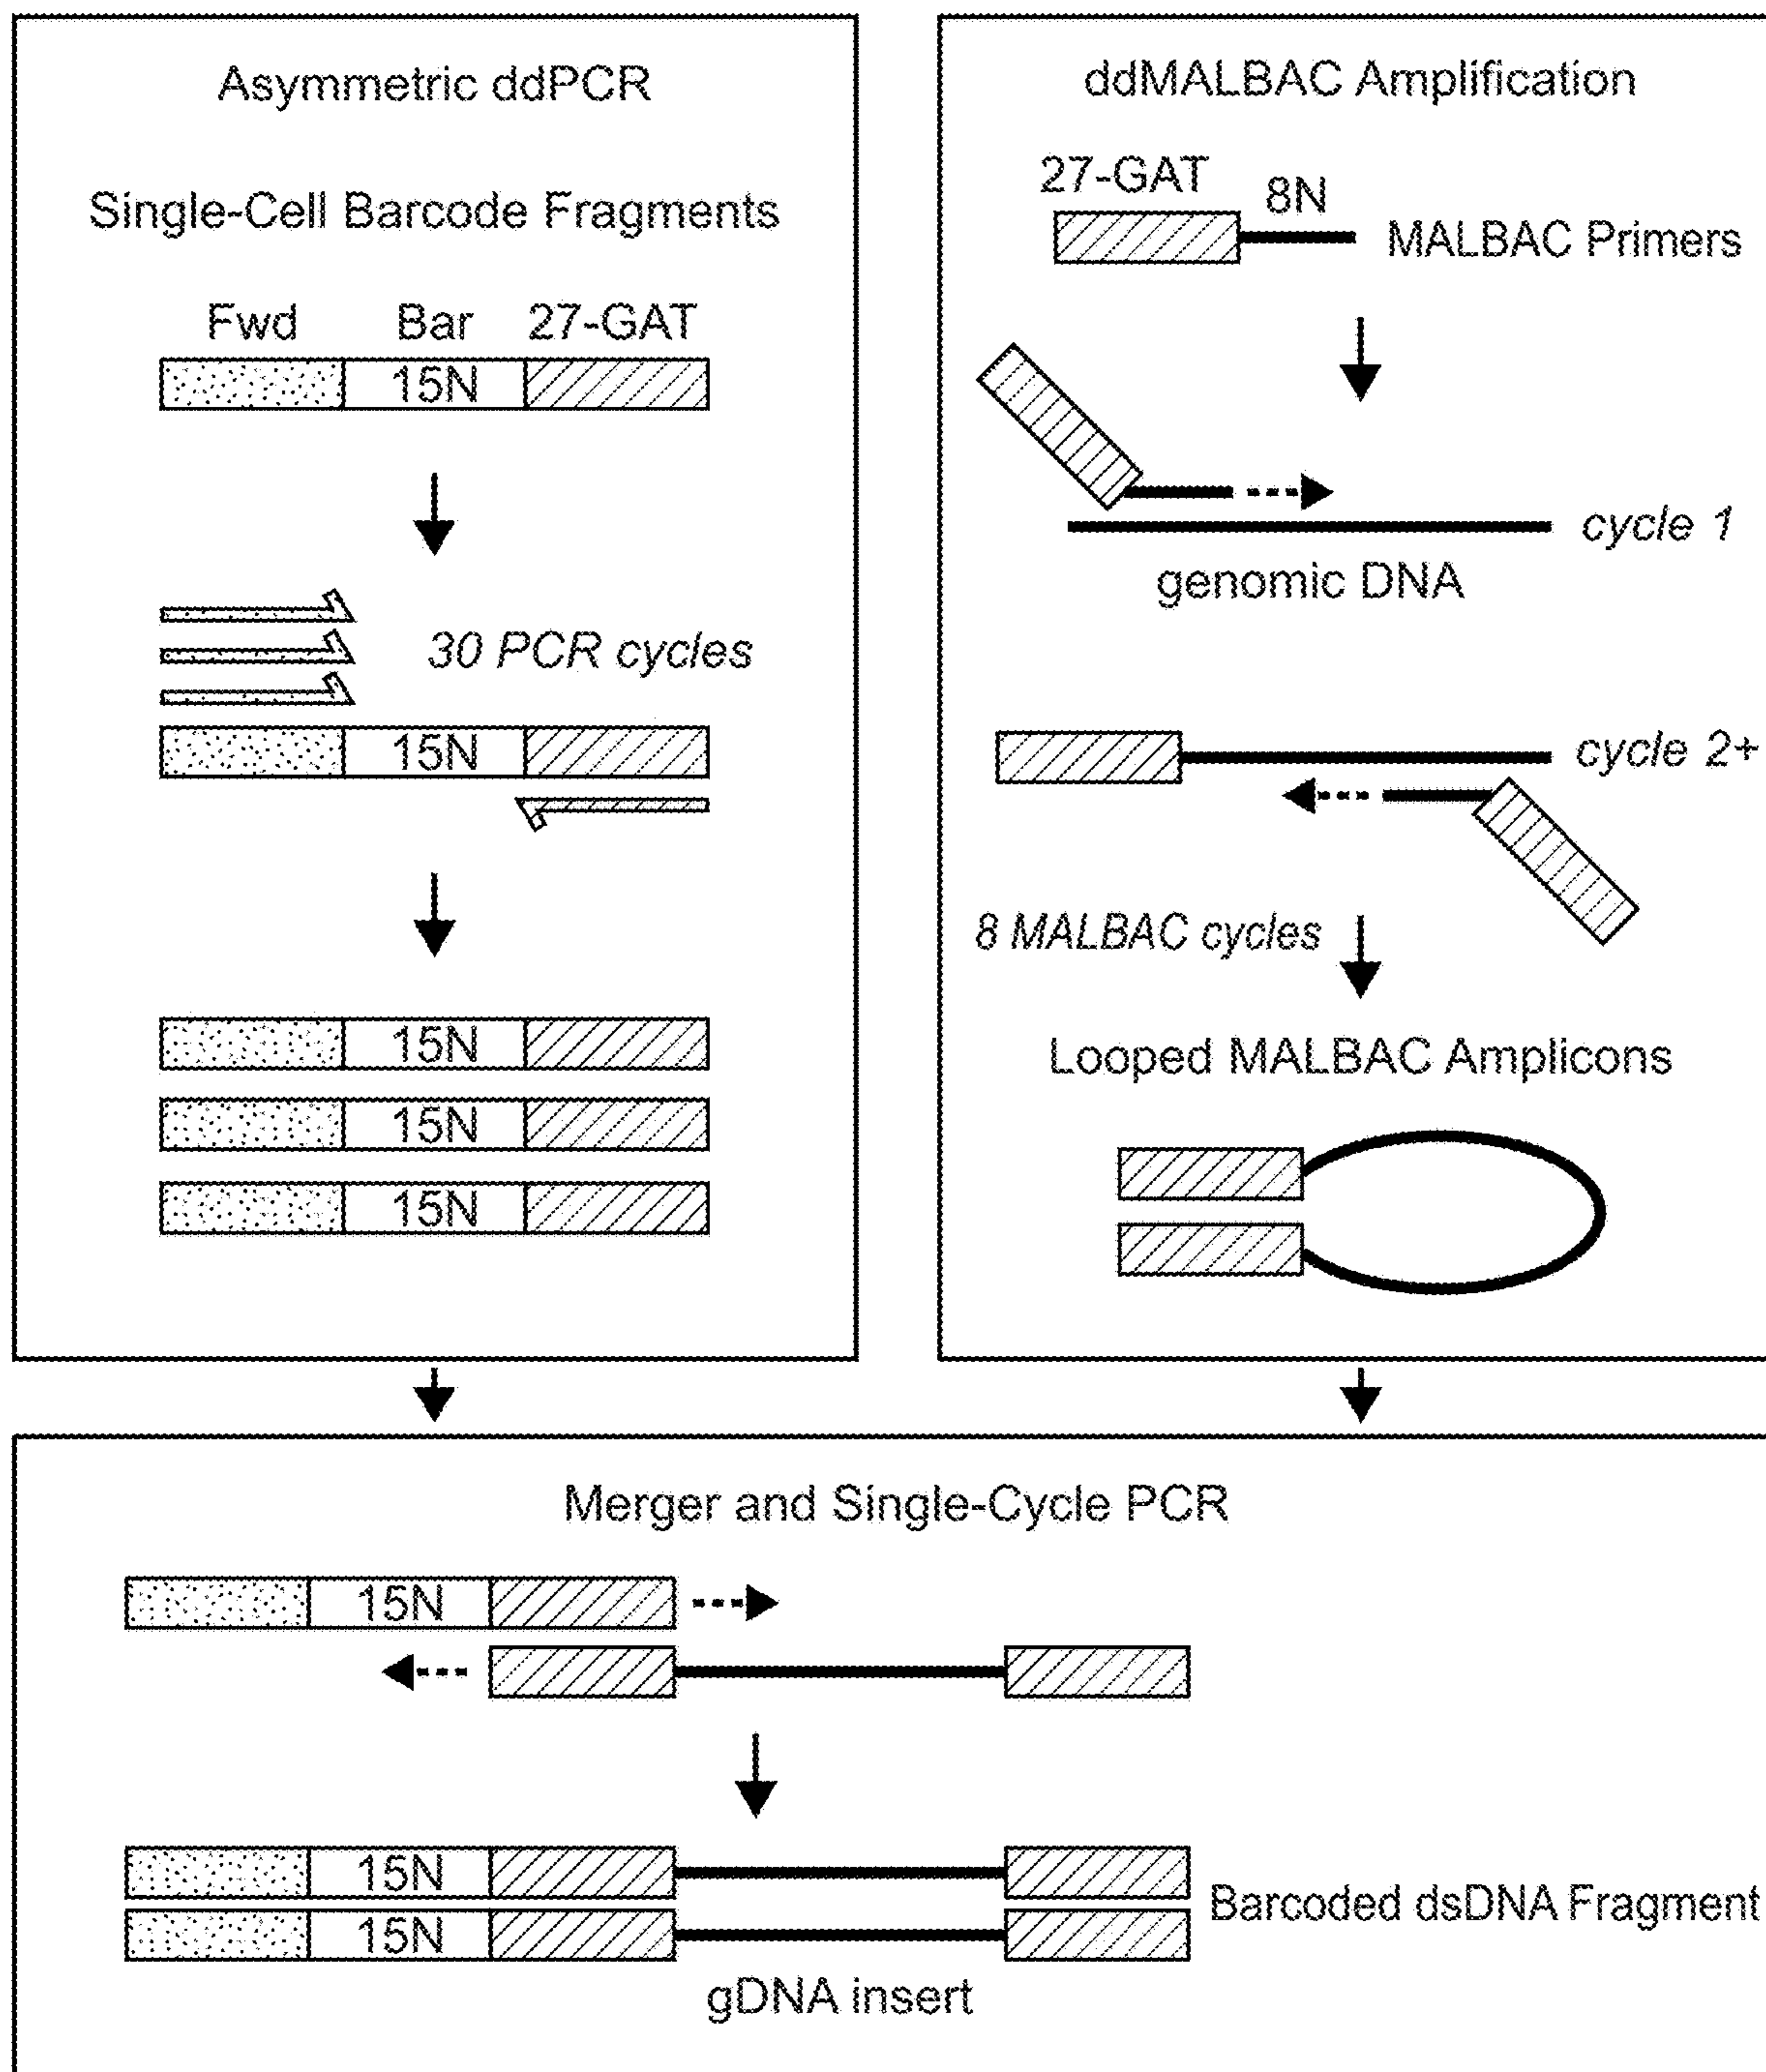 Asymmetric ddPCR
Single-Cell Barcode Fragments
Fwd Bar 27-GAT
15N
30 PCR cycles
15N
15N
15N
15N
ddMALBAC Amplification
27-GAT
8N
MALBAC Primers
cycle 1
genomic DNA
cycle 2+
8 MALBAC cycles
Looped MALBAC Amplicons
Merger and Single-Cycle PCR
15N
15N
15N
Barcoded dsDNA Fragment
gDNA insert